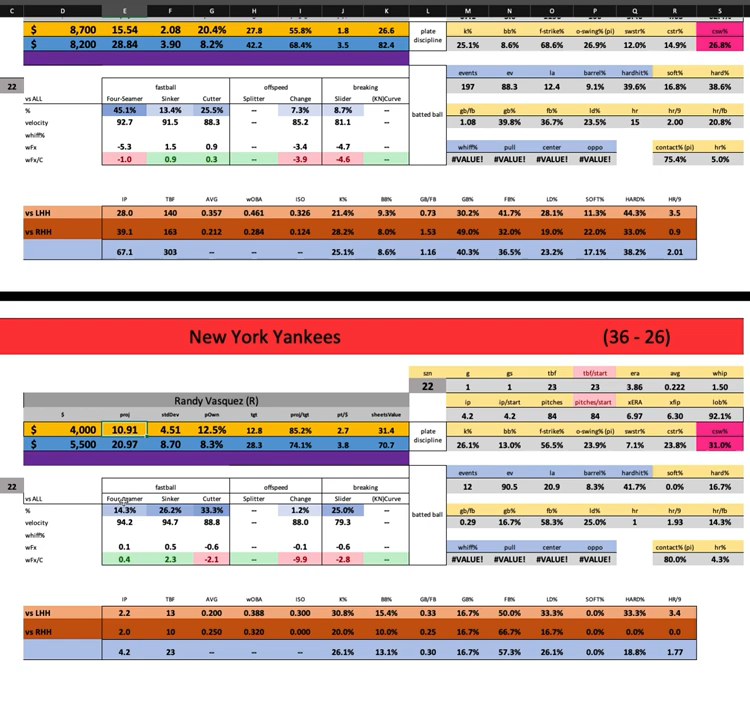 C D E F G H I J K L M N O P Q R S
$ 8,700 15.54 2.08 20.4% 27.8 55.8% 1.8 26.6 plate discipline k% bb% f-strike% o-swing% (pi) swstr% cstr% csw%
$ 8,200 28.84 3.90 8.2% 42.2 68.4% 3.5 82.4 25.1% 8.6% 68.6% 26.9% 12.0% 14.9% 26.8%
events ev la barrel% hardhit% soft% hard%
22 fastball offspeed breaking 197 88.3 12.4 9.1% 39.6% 16.8% 38.6%
vs ALL Four-Seamer Sinker Cutter Splitter Change Slider (KN)Curve
% 45.1% 13.4% 25.5% -- 7.3% 8.7% -- batted ball gb/fb gb% fb% ld% hr hr/9 hr/fb
velocity 92.7 91.5 88.3 -- 85.2 81.1 -- 1.08 39.8% 36.7% 23.5% 15 2.00 20.8%
whiff%
wFx -5.3 1.5 0.9 -3.4 -4.7 whiff% pull center oppo contact% (pi) hr%
wFx/C -1.0 0.9 0.3 -- -3.9 -4.6 -- #VALUE! #VALUE! #VALUE! #VALUE! 75.4% 5.0%
IP TBF AVG wOBA ISO K% BB% GB/FB GB% FB% LD% SOFT% HARD% HR/9
vs LHH 28.0 140 0.357 0.461 0.326 21.4% 9.3% 0.73 30.2% 41.7% 28.1% 11.3% 44.3% 3.5
vs RHH 39.1 163 0.212 0.284 0.124 28.2% 8.0% 1.53 49.0% 32.0% 19.0% 22.0% 33.0% 0.9
67.1 303 -- -- -- 25.1% 8.6% 1.16 40.3% 36.5% 23.2% 17.1% 38.2% 2.01
New York Yankees (36 - 26)
szn g gs tbf tbf/start era avg whip
22 1 1 23 23 3.86 0.222 1.50
Randy Vasquez (R) ip ip/start pitches pitches/start xERA xfip lob%
$ proj stdDev pOwn tgt proj/tgt pt/$ sheetsValue 4.2 4.2 84 84 6.97 6.30 92.1%
$ 4,000 10.91 4.51 12.5% 12.8 85.2% 2.7 31.4 plate discipline k% bb% f-strike% o-swing% (pi) swstr% cstr% csw%
$ 5,500 20.97 8.70 8.3% 28.3 74.1% 3.8 70.7 26.1% 13.0% 56.5% 23.9% 7.1% 23.8% 31.0%
events ev la barrel% hardhit% soft% hard%
22 fastball offspeed breaking 12 90.5 20.9 8.3% 41.7% 0.0% 16.7%
vs ALL Four-Seamer Sinker Cutter Splitter Change Slider (KN)Curve
% 14.3% 26.2% 33.3% -- 1.2% 25.0% -- batted ball gb/fb gb% fb% ld% hr hr/9 hr/fb
velocity 94.2 94.7 88.8 -- 88.0 79.3 -- 0.29 16.7% 58.3% 25.0% 1 1.93 14.3%
whiff%
wFx 0.1 0.5 -0.6 -0.1 -0.6 whiff% pull center oppo contact% (pi) hr%
wFx/C 0.4 2.3 -2.1 -- -9.9 -2.8 -- #VALUE! #VALUE! #VALUE! #VALUE! 80.0% 4.3%
IP TBF AVG wOBA ISO K% BB% GB/FB GB% FB% LD% SOFT% HARD% HR/9
vs LHH 2.2 13 0.200 0.388 0.300 30.8% 15.4% 0.33 16.7% 50.0% 33.3% 0.0% 33.3% 3.4
vs RHH 2.0 10 0.250 0.320 0.000 20.0% 10.0% 0.25 16.7% 66.7% 16.7% 0.0% 0.0% 0.0
4.2 23 -- -- -- 26.1% 13.1% 0.30 16.7% 57.3% 26.1% 0.0% 18.8% 1.77